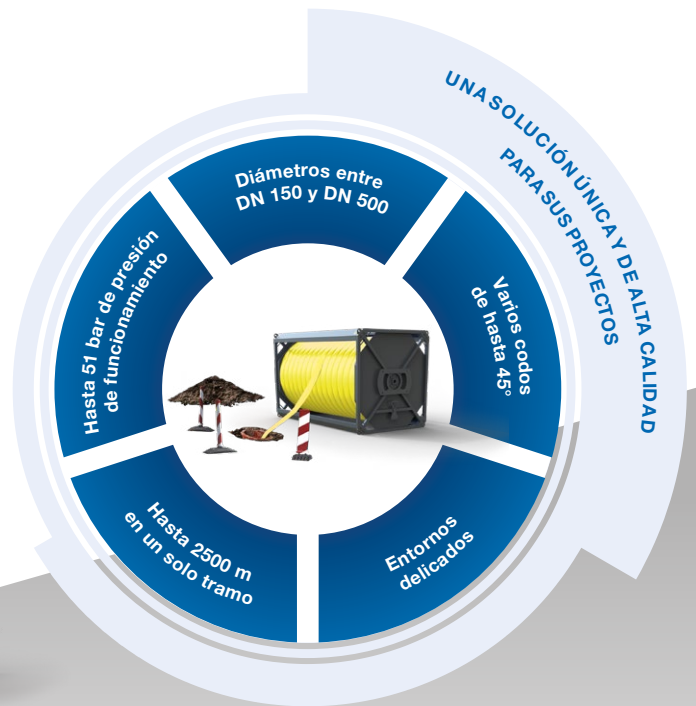 UNA SOLUCIÓN ÚNICA Y DE ALTA CALIDAD
PARA SUS PROYECTOS
Diámetros entre
DN 150 y DN 500
Varios codos
de hasta 45°
Entornos
delicados
Hasta 2500 m
en un solo tramo
Hasta 51 bar de presión
de funcionamiento